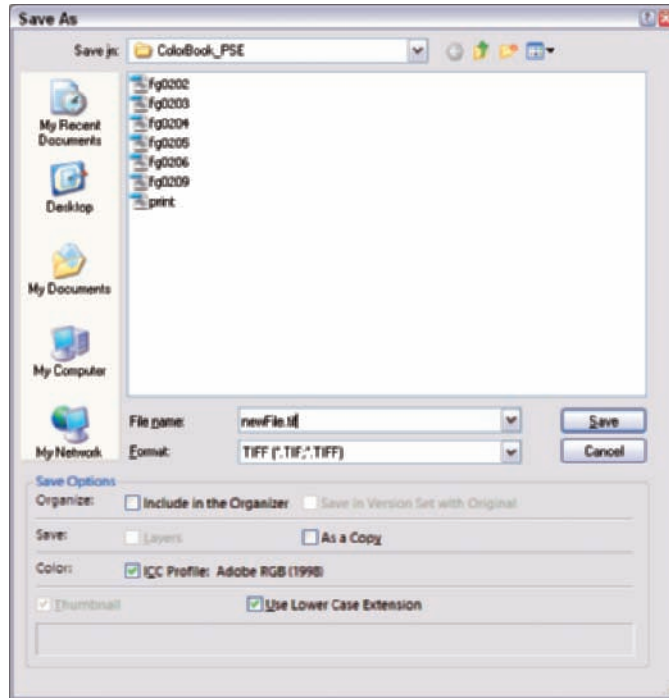 Save As
Save in: ColorBook_PSE
My Recent Documents
Desktop
My Documents
My Computer
My Network
fg0202
fg0203
fg0204
fg0205
fg0206
fg0209
print
File name: newFile.tif Save
Format: TIFF (*.TIF;*.TIFF) Cancel
Save Options
Organize: Include in the Organizer Save in Version Set with Original
Save: Layers As a Copy
Color: ICC Profile: Adobe RGB (1998)
Thumbnail Use Lower Case Extension